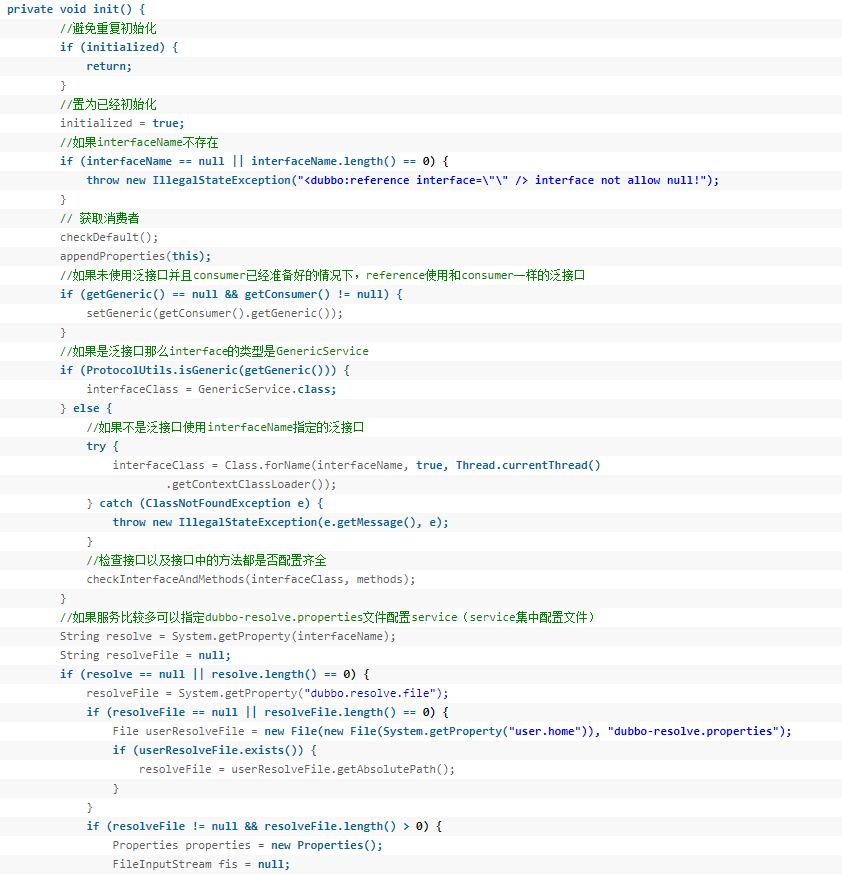 private void init() {
//避免重复初始化
if (initialized) {
return;
}
//置为已经初始化
initialized = true;
//如果interfaceName不存在
if (interfaceName == null || interfaceName.length() == 0) {
throw new IllegalStateException("<dubbo:reference interface=\"\" /> interface not allow null!");
}
// 获取消费者
checkDefault();
appendProperties(this);
//如果未使用泛接口并且consumer已经准备好的情况下，reference使用和consumer一样的泛接口
if (getGeneric() == null && getConsumer() != null) {
setGeneric(getConsumer().getGeneric());
}
//如果是泛接口那么interface的类型是GenericService
if (ProtocolUtils.isGeneric(getGeneric())) {
interfaceClass = GenericService.class;
} else {
//如果不是泛接口使用interfaceName指定的泛接口
try {
interfaceClass = Class.forName(interfaceName, true, Thread.currentThread()
.getContextClassLoader());
} catch (ClassNotFoundException e) {
throw new IllegalStateException(e.getMessage(), e);
}
//检查接口以及接口中的方法都是否配置齐全
checkInterfaceAndMethods(interfaceClass, methods);
}
//如果服务比较多可以指定dubbo-resolve.properties文件配置service（service集中配置文件）
String resolve = System.getProperty(interfaceName);
String resolveFile = null;
if (resolve == null || resolve.length() == 0) {
resolveFile = System.getProperty("dubbo.resolve.file");
if (resolveFile == null || resolveFile.length() == 0) {
File userResolveFile = new File(new File(System.getProperty("user.home")), "dubbo-resolve.properties");
if (userResolveFile.exists()) {
resolveFile = userResolveFile.getAbsolutePath();
}
}
if (resolveFile != null && resolveFile.length() > 0) {
Properties properties = new Properties();
FileInputStream fis = null;